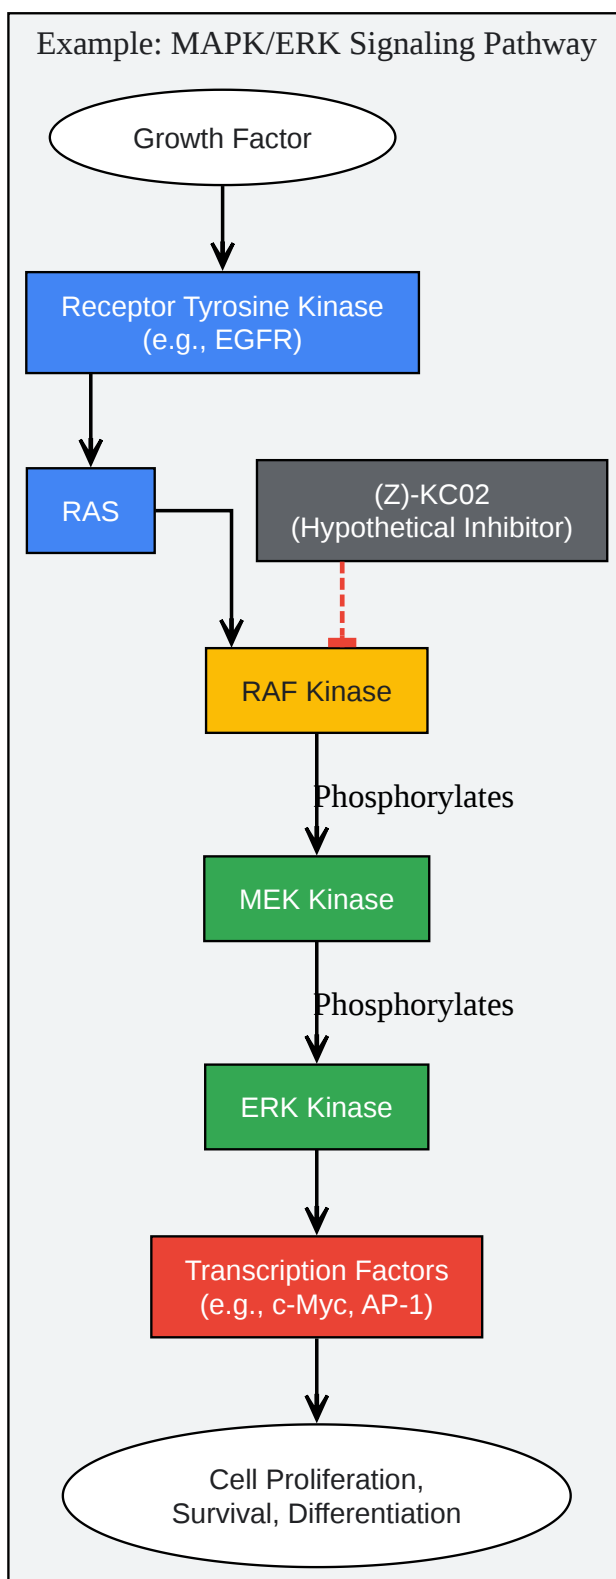 Example: MAPK/ERK Signaling Pathway
Growth Factor
Receptor Tyrosine Kinase
(e.g., EGFR)
RAS
(Z)-KC02
(Hypothetical Inhibitor)
RAF Kinase
Phosphorylates
MEK Kinase
Phosphorylates
ERK Kinase
Transcription Factors
(e.g., c-Myc, AP-1)
Cell Proliferation,
Survival, Differentiation